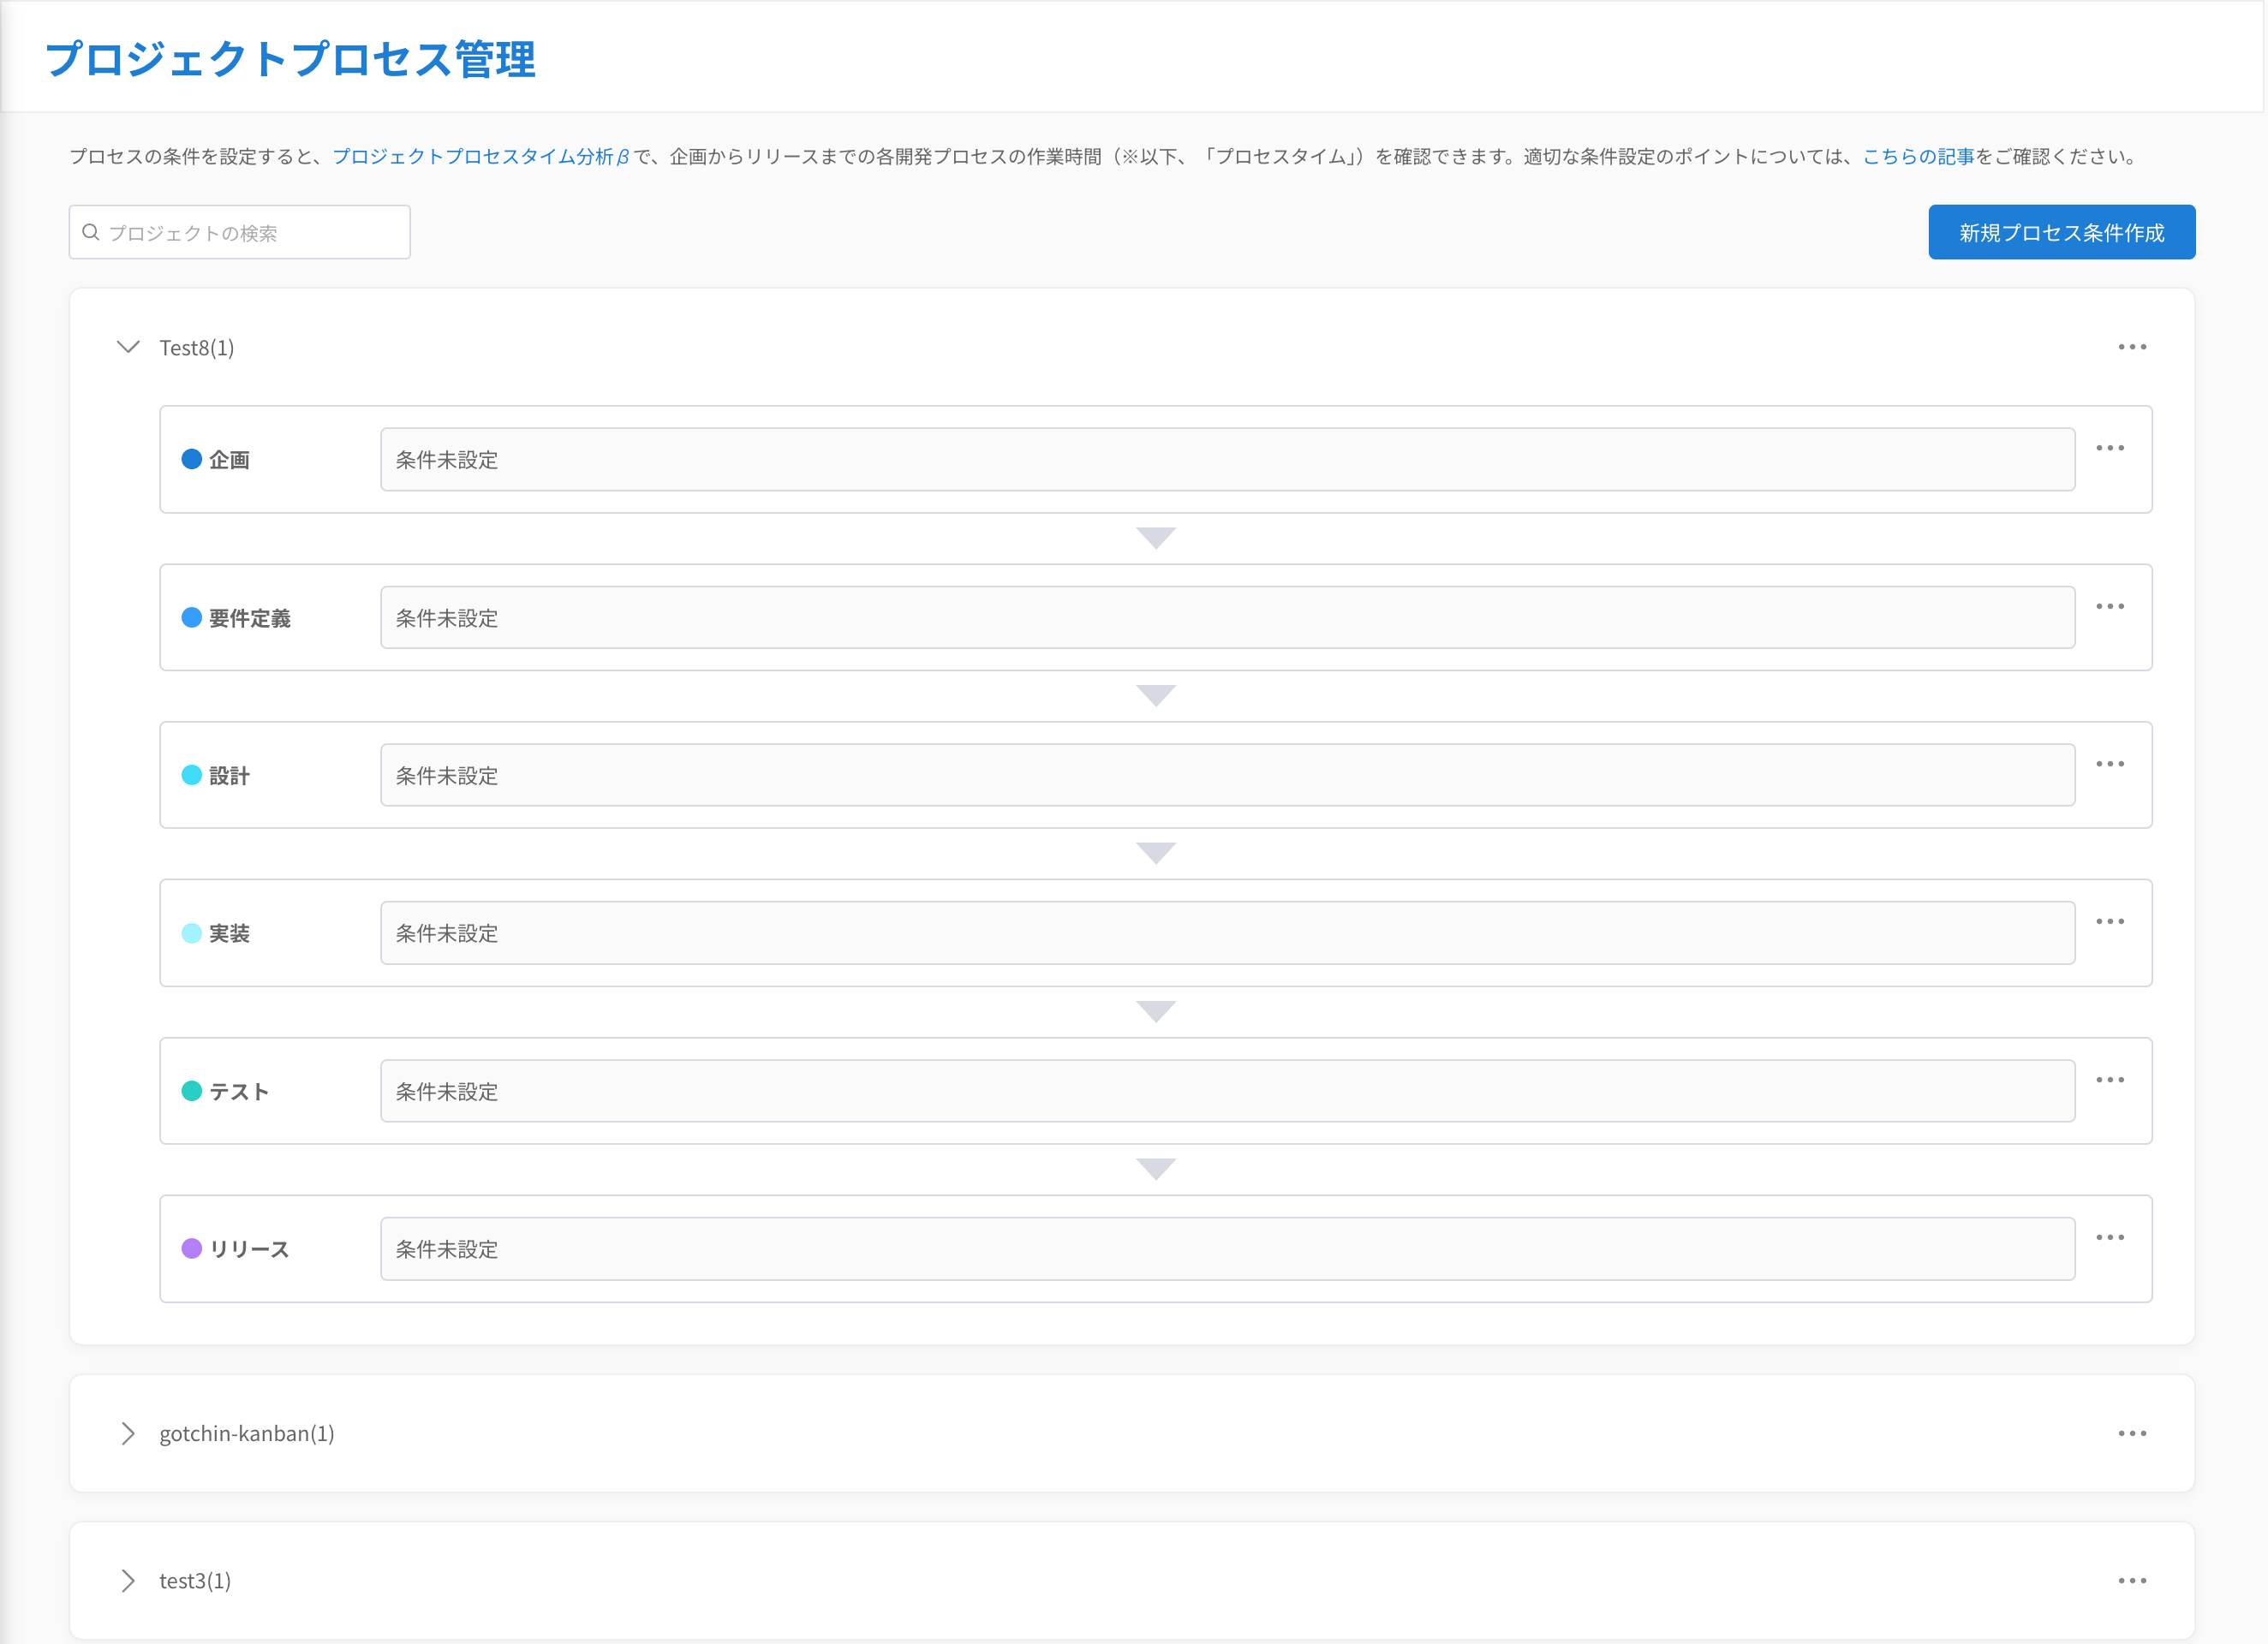 プロジェクトプロセス管理
プロセスの条件を設定すると、プロジェクトプロセスタイム分析βで、企画からリリースまでの各開発プロセスの作業時間（※以下、「プロセスタイム」）を確認できます。適切な条件設定のポイントについては、こちらの記事をご確認ください。
プロジェクトの検索
新規プロセス条件作成
Test8(1)
企画
条件未設定
要件定義
条件未設定
設計
条件未設定
実装
条件未設定
テスト
条件未設定
リリース
条件未設定
gotchin-kanban(1)
test3(1)